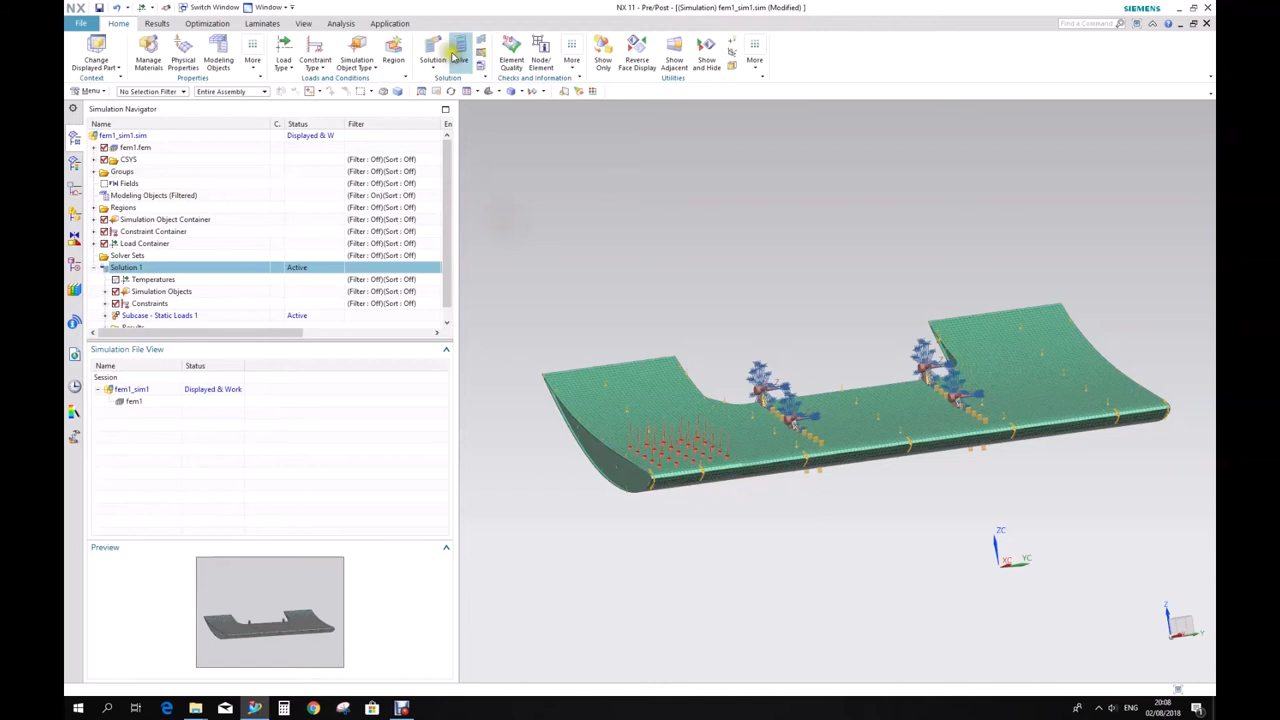 Switch Window Window NX 11 - Pre/Post - [(Simulation) fem1_sim1.sim (Modified) ] SIEMENS
File Home Results Optimization Laminates View Analysis Application Find a Command
Change Displayed Part Manage Materials Physical Properties Modeling Objects More Load Type Constraint Type Simulation Object Type Region Solution Solve Element Quality Node/ Element More Show Only Reverse Face Display Show Adjacent Show and Hide More
Context Properties Loads and Conditions Solution Checks and Information Utilities
Menu No Selection Filter Entire Assembly
Simulation Navigator
Name C. Status Filter En
fem1_sim1.sim Displayed & W
fem1.fem
CSYS (Filter : Off)(Sort : Off)
Groups (Filter : Off)(Sort : Off)
Fields (Filter : Off)(Sort : Off)
Modeling Objects (Filtered) (Filter : On)(Sort : Off)
Regions (Filter : Off)(Sort : Off)
Simulation Object Container (Filter : Off)(Sort : Off)
Constraint Container (Filter : Off)(Sort : Off)
Load Container (Filter : Off)(Sort : Off)
Solver Sets (Filter : Off)(Sort : Off)
Solution 1 Active
Temperatures (Filter : Off)(Sort : Off)
Simulation Objects (Filter : Off)(Sort : Off)
Constraints (Filter : Off)(Sort : Off)
Subcase - Static Loads 1 Active
Results
Simulation File View
Name Status
Session
fem1_sim1 Displayed & Work
fem1
Preview
ZC
XC YC
Z
Y
ENG 20:08
02/08/2018